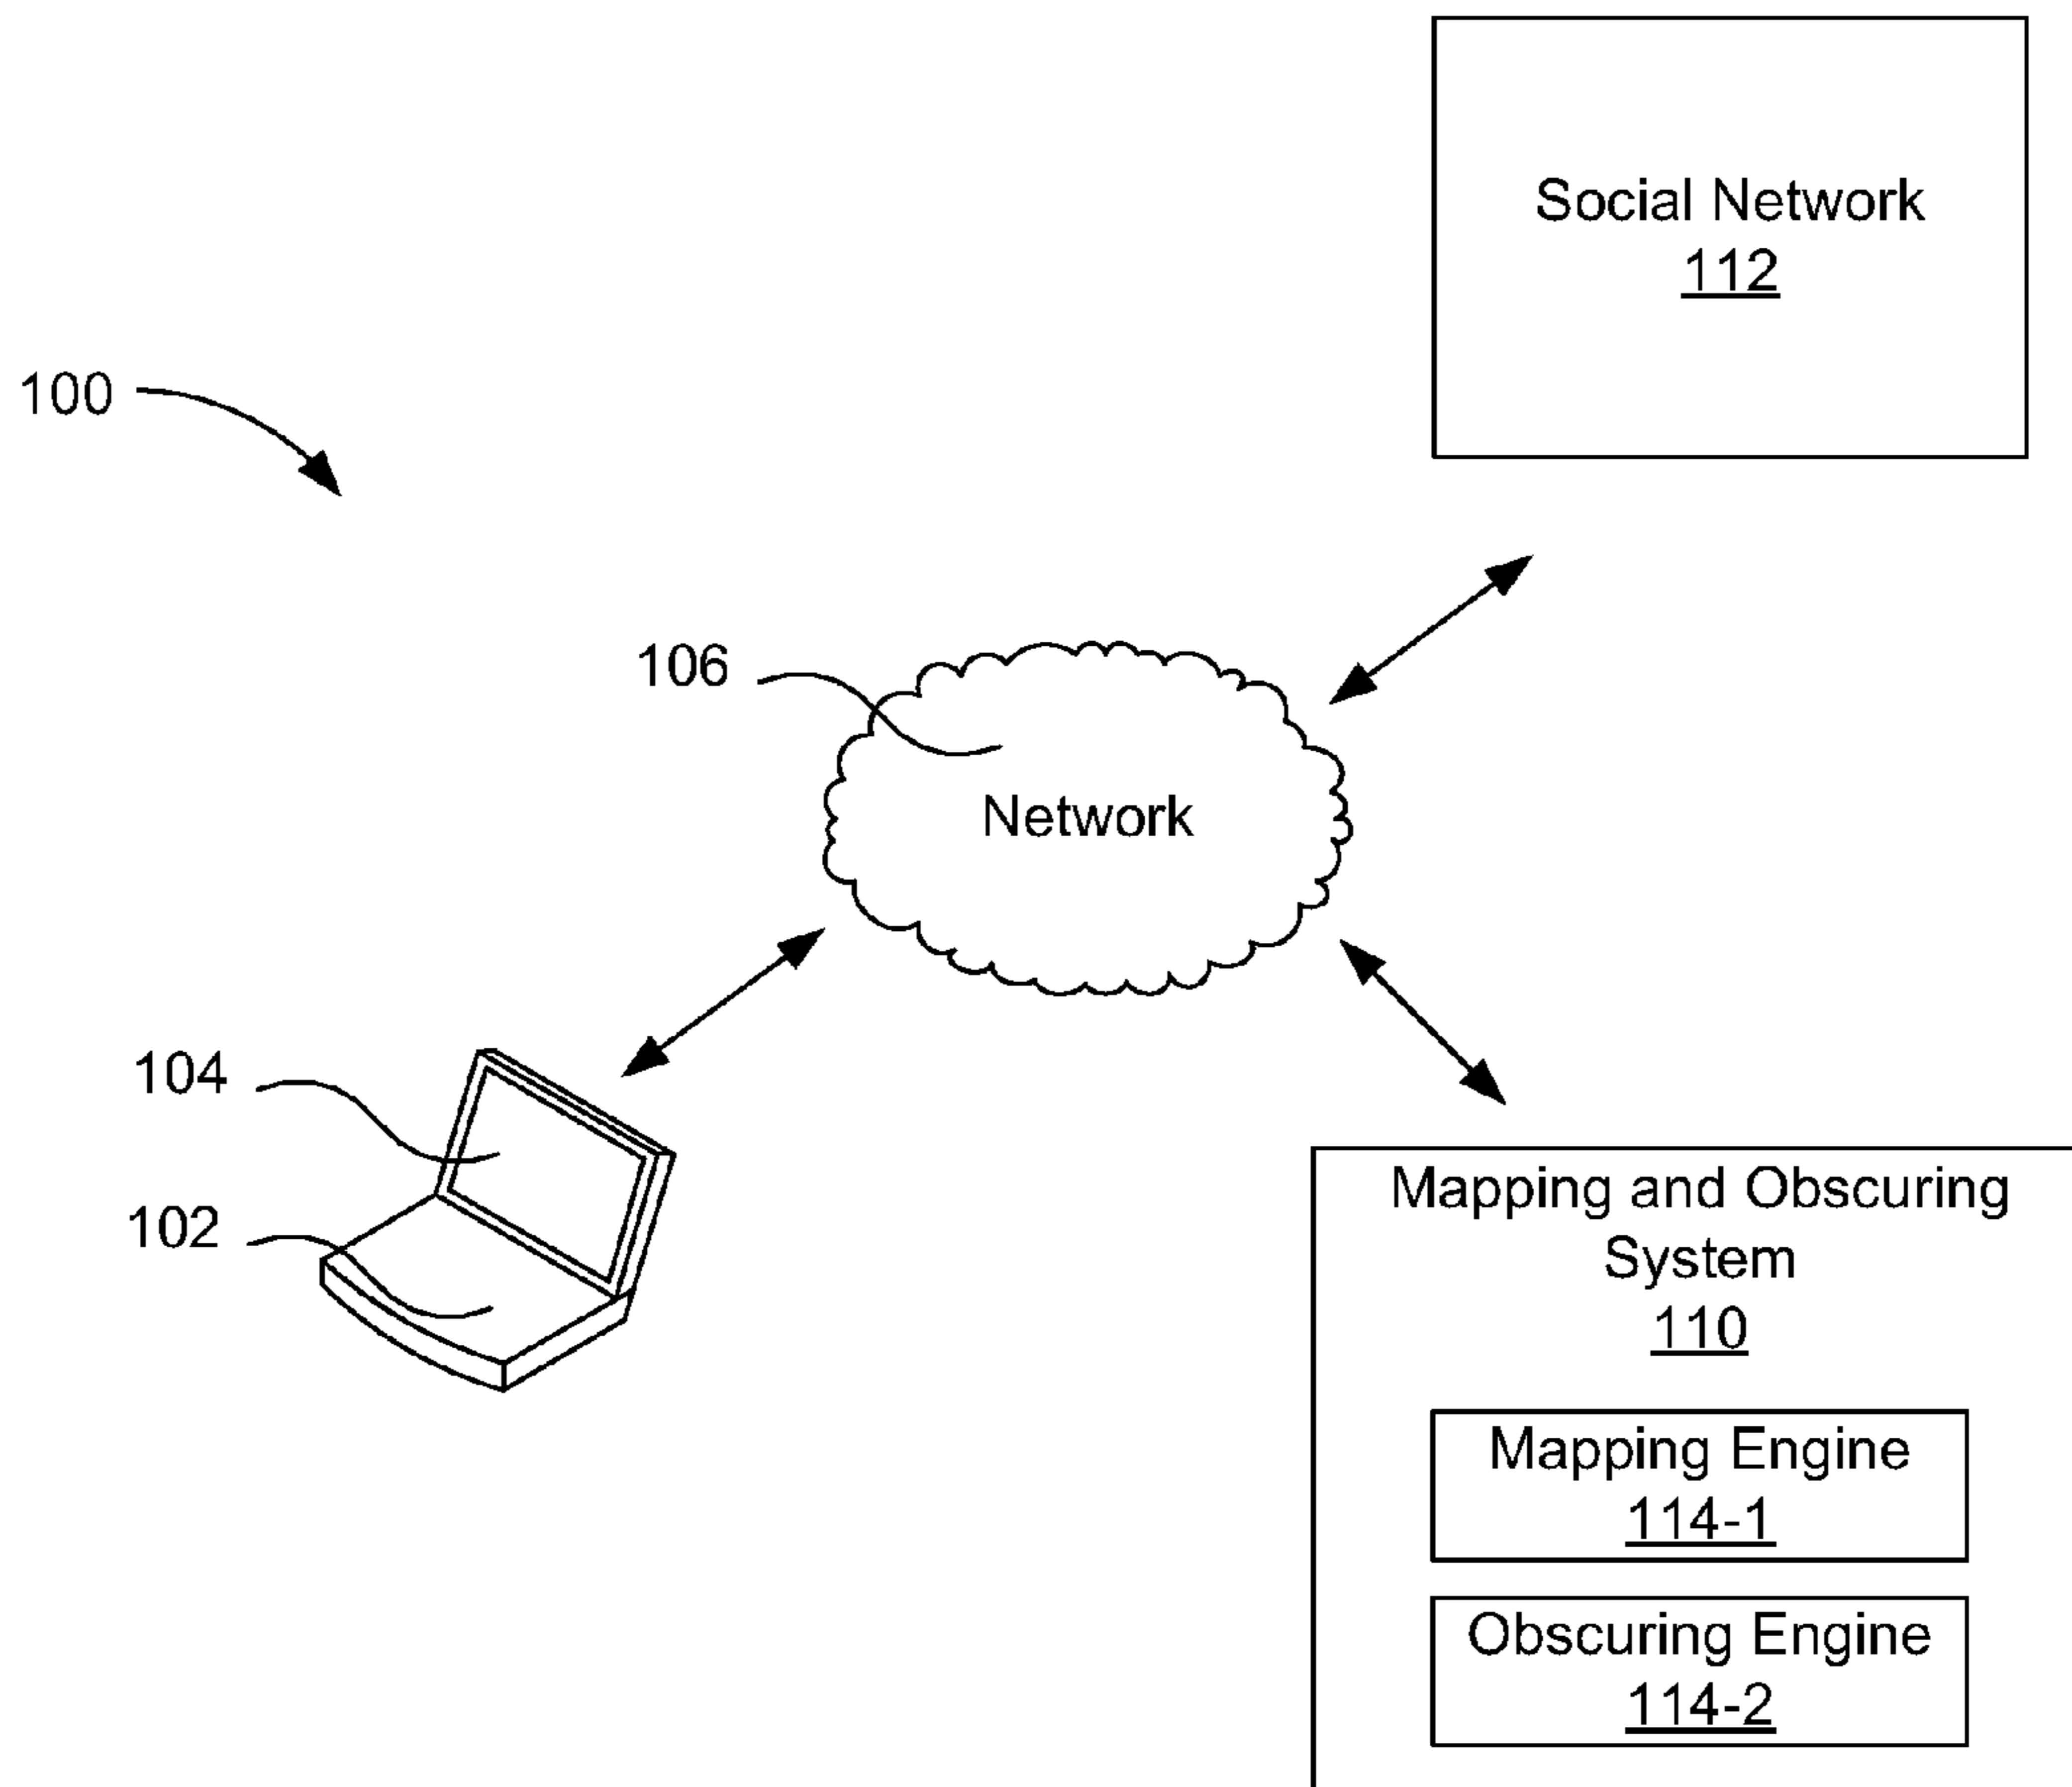 Social Network
112
100
106
Network
104
102
Mapping and Obscuring
System
110
Mapping Engine
114-1
Obscuring Engine
114-2